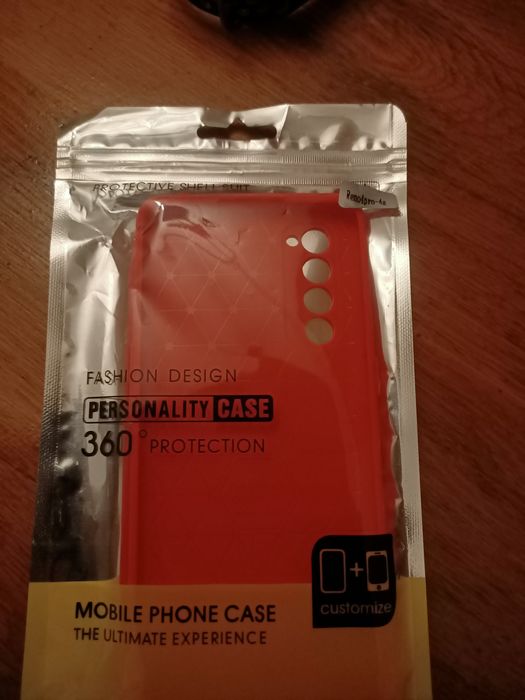 PROTECTIVE SHELL SUIT
FASHION DESIGN
PERSONALITY CASE
360° PROTECTION
customize
MOBILE PHONE CASE
THE ULTIMATE EXPERIENCE